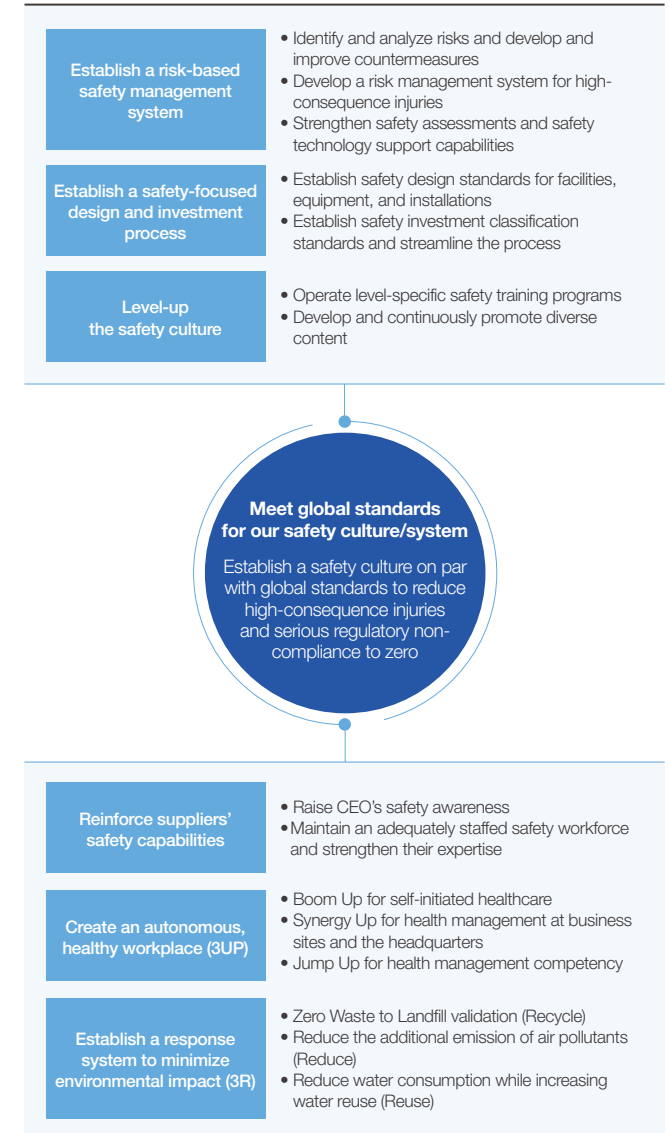 Establish a risk-based
safety management
system
• Identify and analyze risks and develop and
improve countermeasures
• Develop a risk management system for high-
consequence injuries
• Strengthen safety assessments and safety
technology support capabilities
Establish a safety-focused
design and investment
process
• Establish safety design standards for facilities,
equipment, and installations
• Establish safety investment classification
standards and streamline the process
Level-up
the safety culture
• Operate level-specific safety training programs
• Develop and continuously promote diverse
content
Meet global standards
for our safety culture/system
Establish a safety culture on par
with global standards to reduce
high-consequence injuries
and serious regulatory non-
compliance to zero
Reinforce suppliers’
safety capabilities
• Raise CEO’s safety awareness
• Maintain an adequately staffed safety workforce
and strengthen their expertise
Create an autonomous,
healthy workplace (3UP)
• Boom Up for self-initiated healthcare
• Synergy Up for health management at business
sites and the headquarters
• Jump Up for health management competency
Establish a response
system to minimize
environmental impact (3R)
• Zero Waste to Landfill validation (Recycle)
• Reduce the additional emission of air pollutants
(Reduce)
• Reduce water consumption while increasing
water reuse (Reuse)